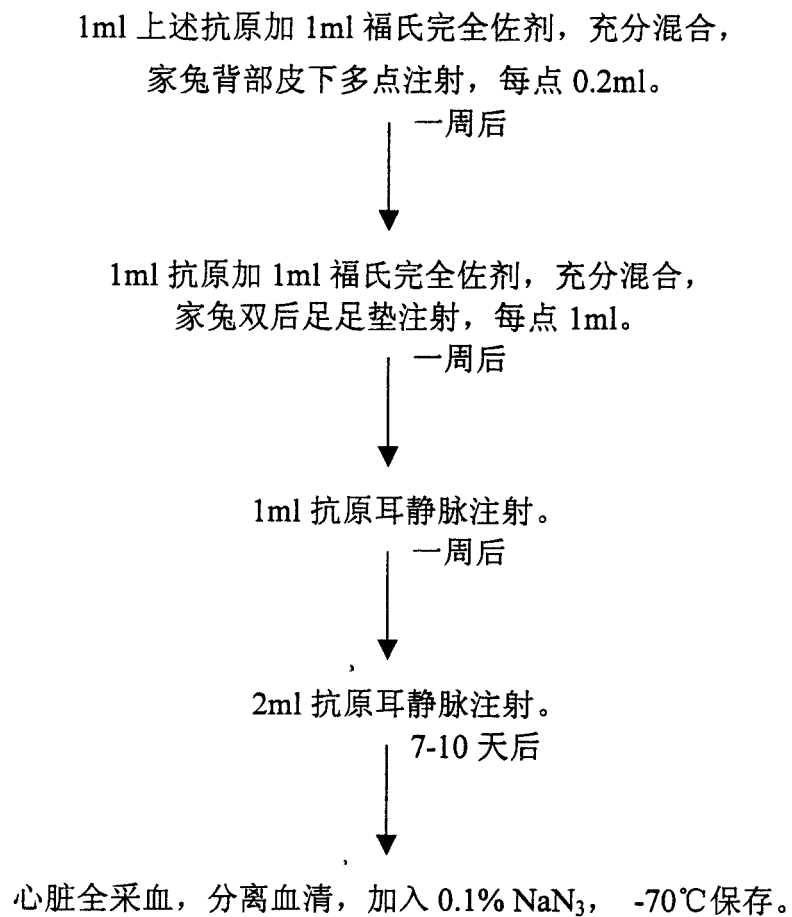 1ml 上述抗原加 1ml 福氏完全佐剂，充分混合，
家兔背部皮下多点注射，每点 0.2ml。
一周后
1ml 抗原加 1ml 福氏完全佐剂，充分混合，
家兔双后足足垫注射，每点 1ml。
一周后
1ml 抗原耳静脉注射。
一周后
2ml 抗原耳静脉注射。
7-10 天后
心脏全采血，分离血清，加入 0.1% NaN₃， -70℃保存。